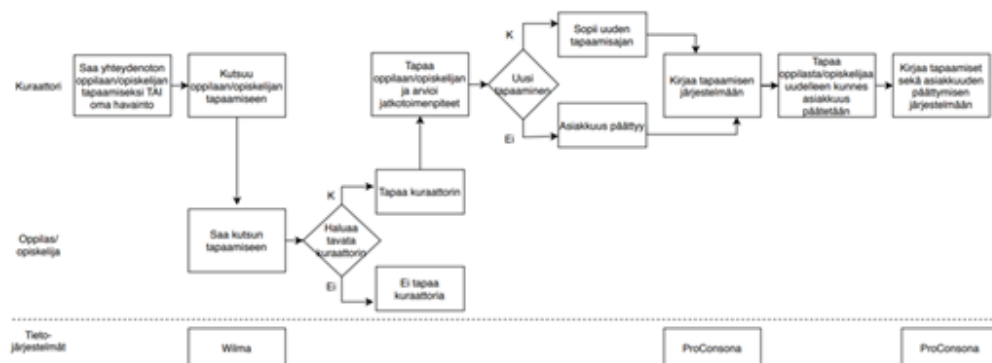 Kuraattori
Saa yhteydenoton
oppilaan/opiskelijan
tapaamiseksi TAI
oma havainto
Kutsuu
oppilaan/opiskelijan
tapaamiseen
Tapaa
oppilaan/opiskelijan
ja arvioi
jatkotoimenpiteet
K
Uusi
tapaaminen
Ei
Sopii uuden
tapaamisajan
Asiakkuus päättyy
Kirjaa tapaamisen
järjestelmään
Tapaa
oppilasta/opiskelijaa
uudelleen kunnes
asiakkuus
päätetään
Kirjaa tapaamiset
sekä asiakkuuden
päättymisen
järjestelmään
Oppilas/
opiskelija
Saa kutsun
tapaamiseen
K
Haluaa
tavata
kuraattorin
Ei
Tapaa kuraattorin
Ei tapaa
kuraattoria
Tieto-
järjestelmät
Wilma
ProConsona
ProConsona